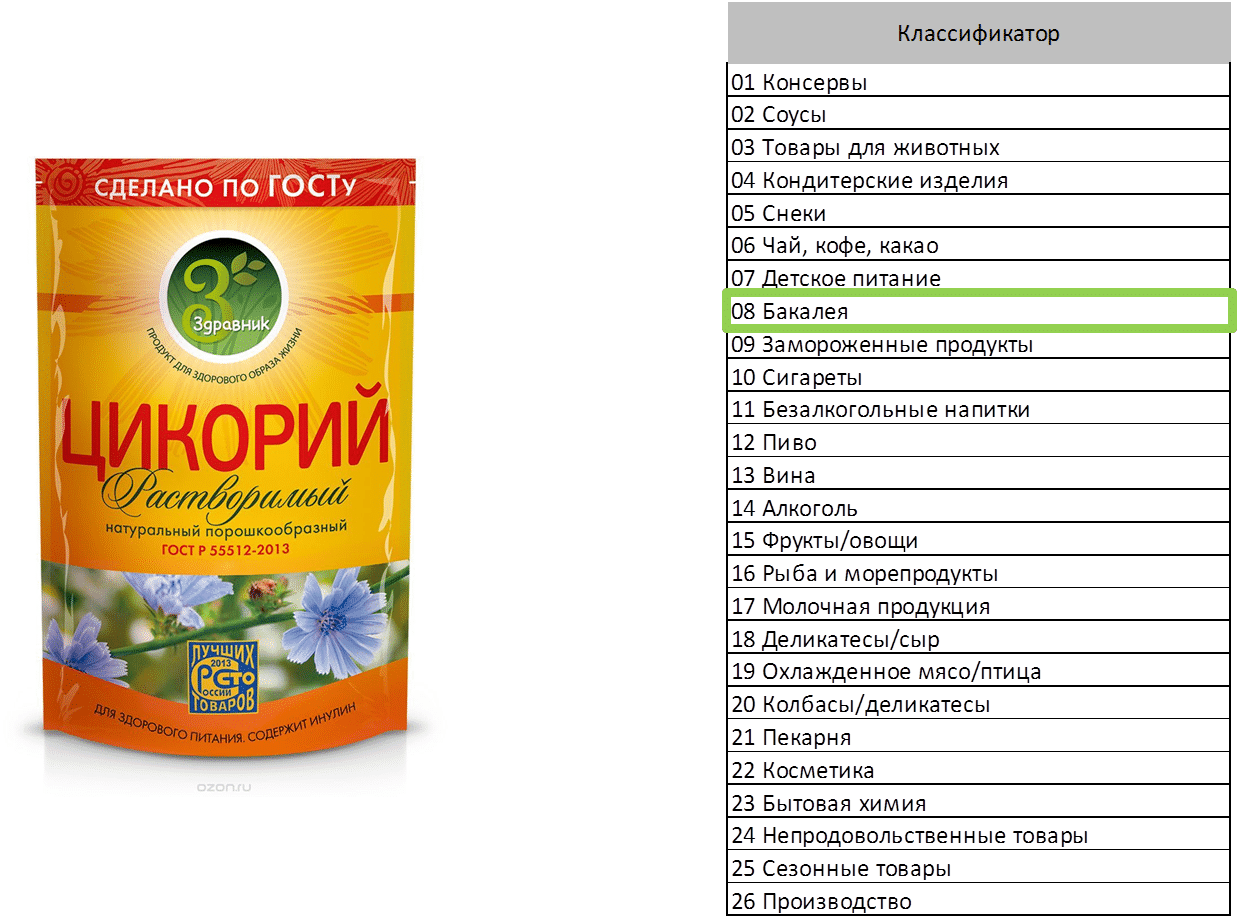 СДЕЛАНО ПО ГОСТу
З
Здравник
ПРОДУКТ ДЛЯ ЗДОРОВОГО ОБРАЗА ЖИЗНИ
ЦИКОРИЙ
Растворимый
натуральный порошкообразный
ГОСТ Р 55512-2013
ЛУЧШИХ
2013
СТО
РОССИИ
ТОВАРОВ
ДЛЯ ЗДОРОВОГО ПИТАНИЯ. СОДЕРЖИТ ИНУЛИН
ozon.ru
Классификатор
01 Консервы
02 Соусы
03 Товары для животных
04 Кондитерские изделия
05 Снеки
06 Чай, кофе, какао
07 Детское питание
08 Бакалея
09 Замороженные продукты
10 Сигареты
11 Безалкогольные напитки
12 Пиво
13 Вина
14 Алкоголь
15 Фрукты/овощи
16 Рыба и морепродукты
17 Молочная продукция
18 Деликатесы/сыр
19 Охлажденное мясо/птица
20 Колбасы/деликатесы
21 Пекарня
22 Косметика
23 Бытовая химия
24 Непродовольственные товары
25 Сезонные товары
26 Производство